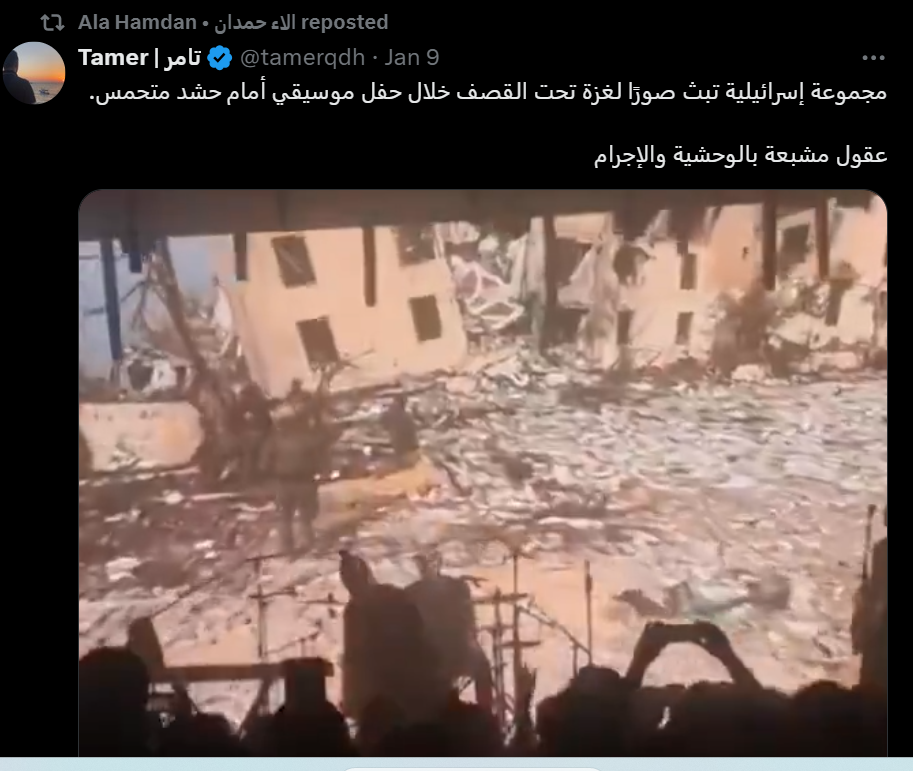 Ala Hamdan • الاء حمدان reposted
Tamer | تامر @tamerqdh · Jan 9
مجموعة إسرائيلية تبث صورًا لغزة تحت القصف خلال حفل موسيقي أمام حشد متحمس.
عقول مشبعة بالوحشية والإجرام